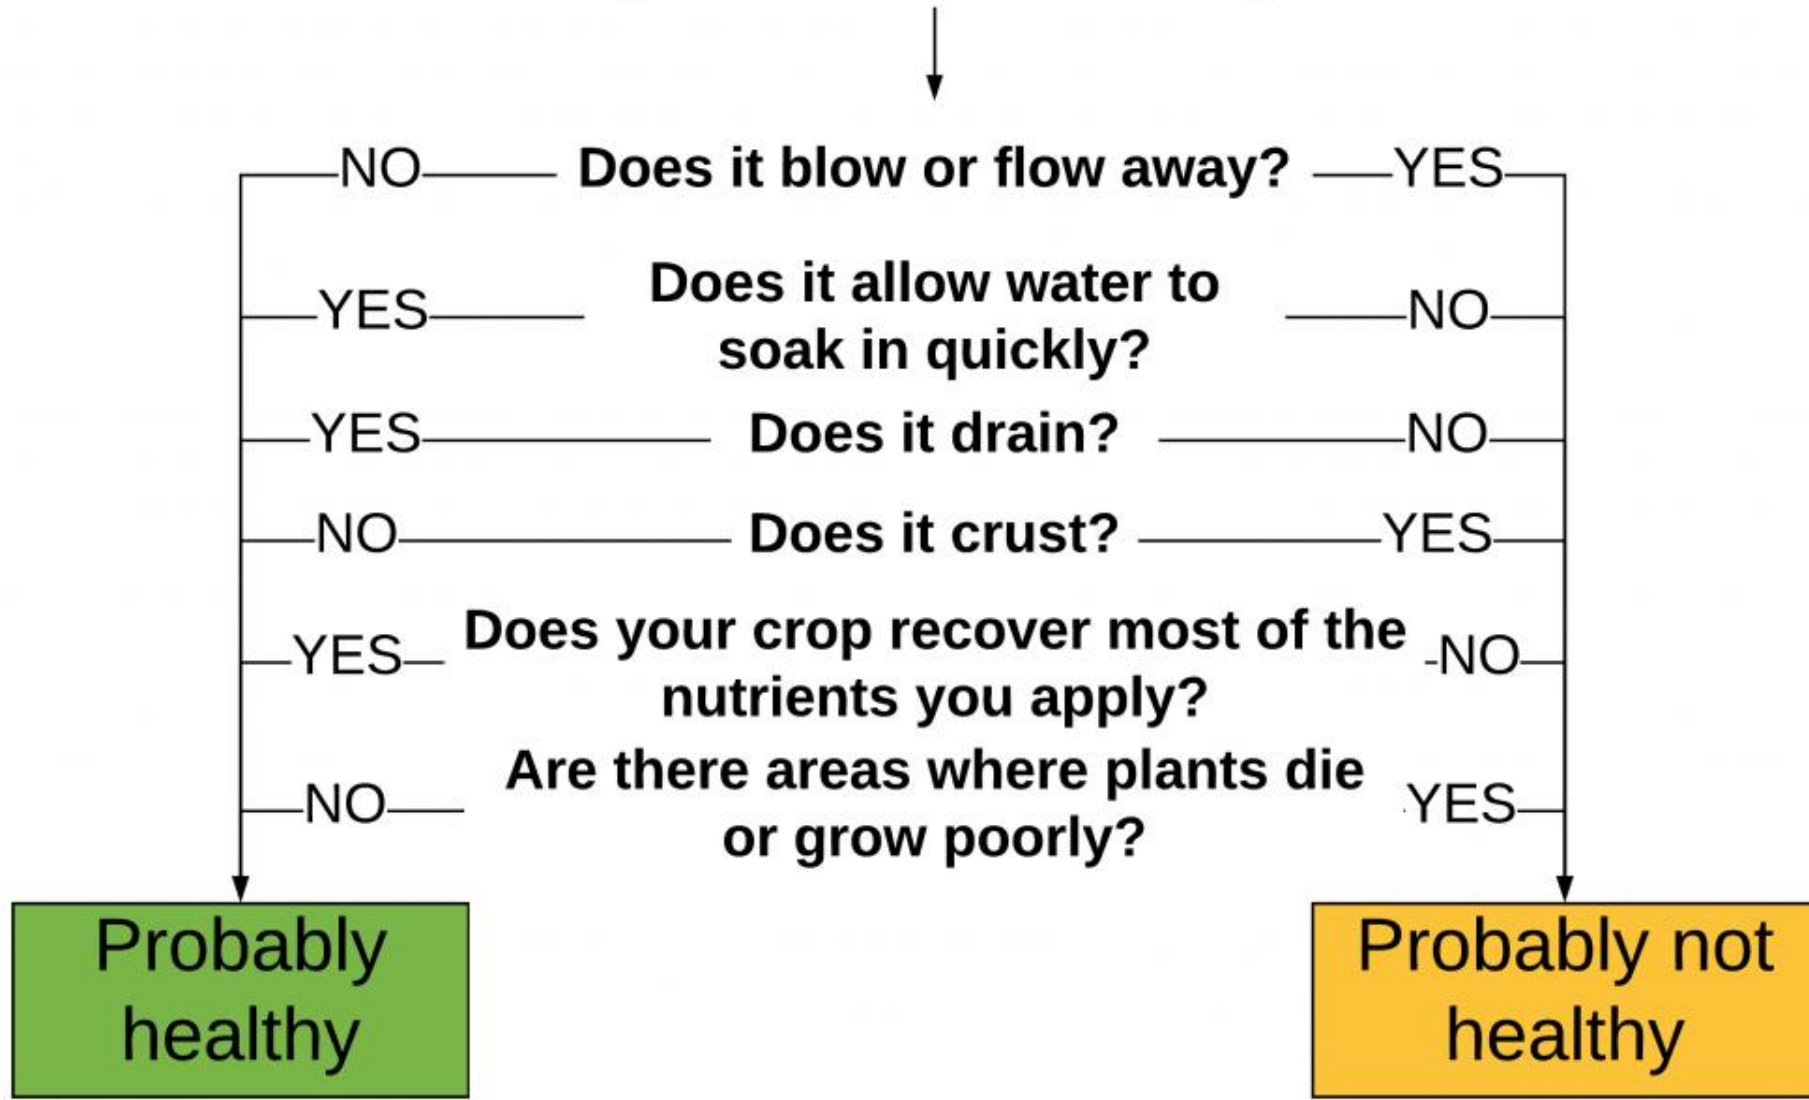 NO Does it blow or flow away? YES
Does it allow water to
YES NO
soak in quickly?
YES Does it drain? NO
NO Does it crust? YES
Does your crop recover most of the
YES NO
nutrients you apply?
Are there areas where plants die
NO YES
or grow poorly?
Probably
healthy
Probably not
healthy